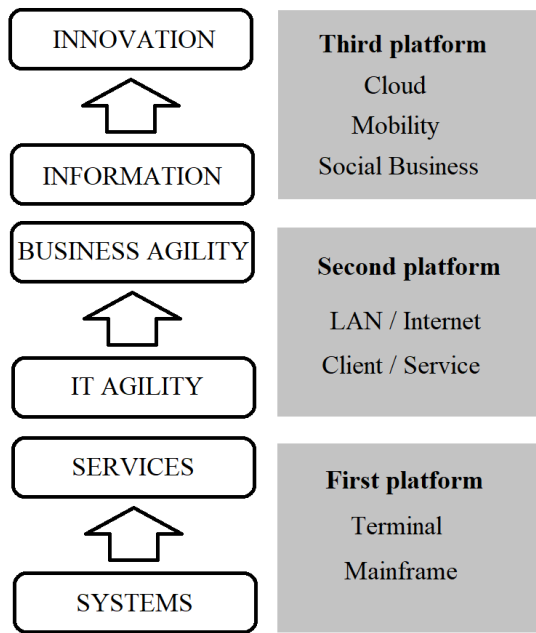 INNOVATION
INFORMATION
Third platform
Cloud
Mobility
Social Business
BUSINESS AGILITY
IT AGILITY
Second platform
LAN / Internet
Client / Service
SERVICES
SYSTEMS
First platform
Terminal
Mainframe